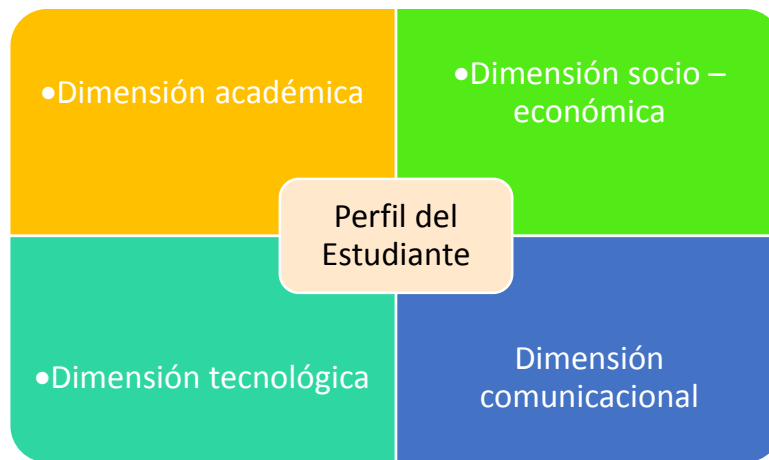 •Dimensión académica
•Dimensión socio –
económica
Perfil del
Estudiante
•Dimensión tecnológica
Dimensión
comunicacional